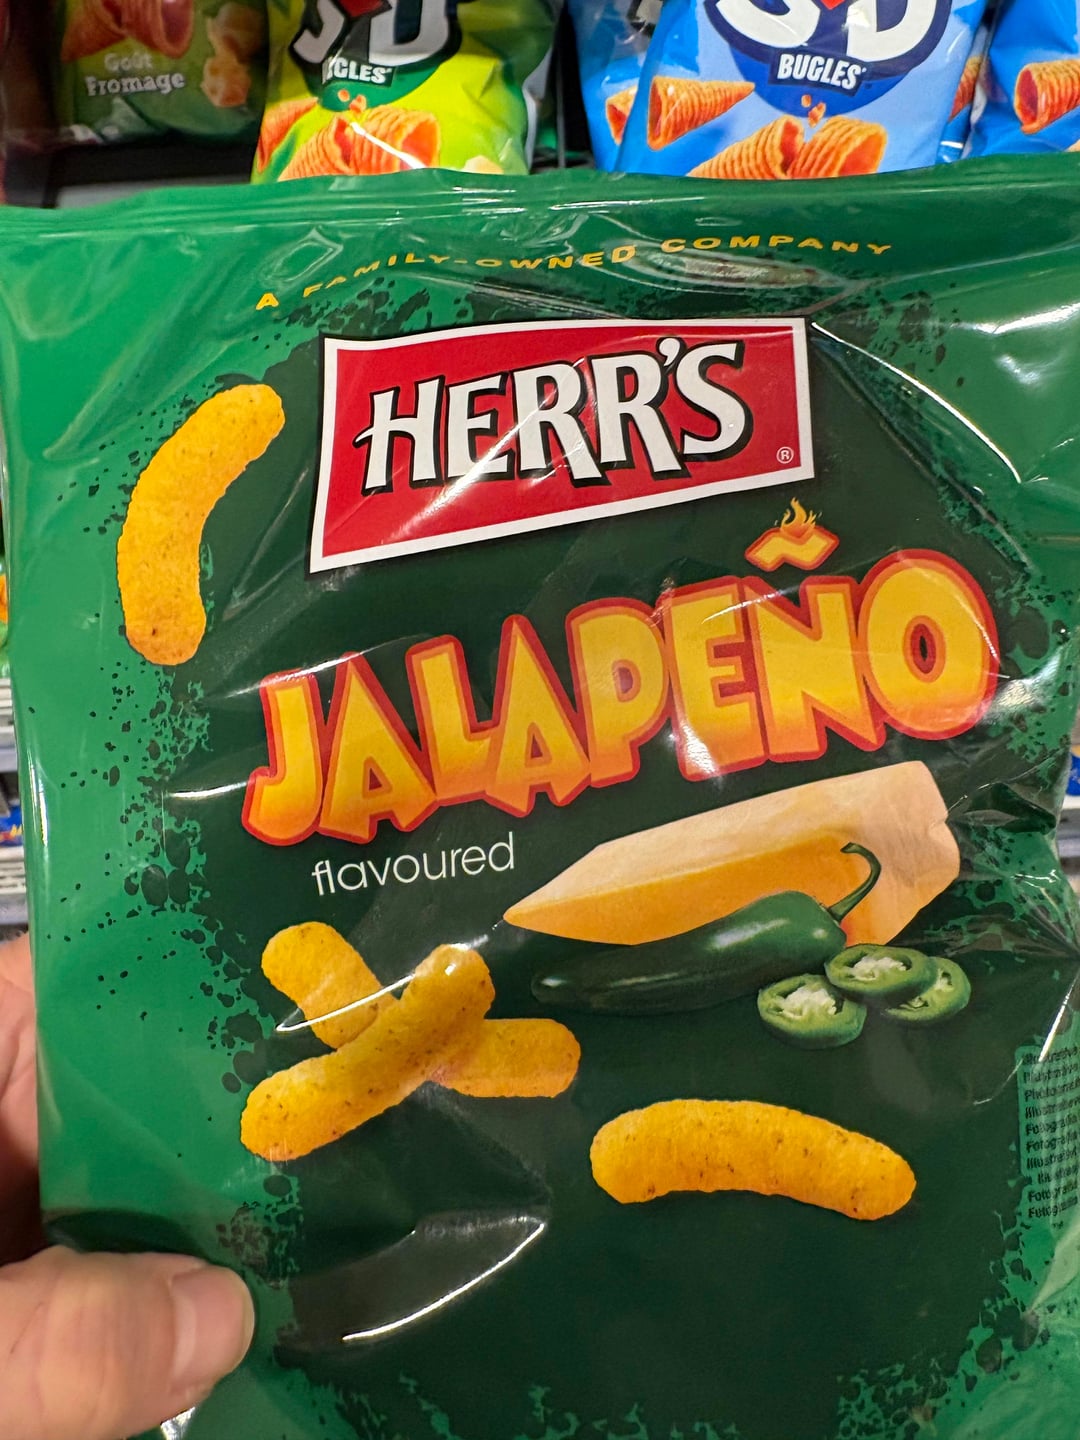 Goût
Fromage
3D
BUGLES
BUGLES
A FAMILY-OWNED COMPANY
HERR'S
®
JALAPEÑO
flavoured